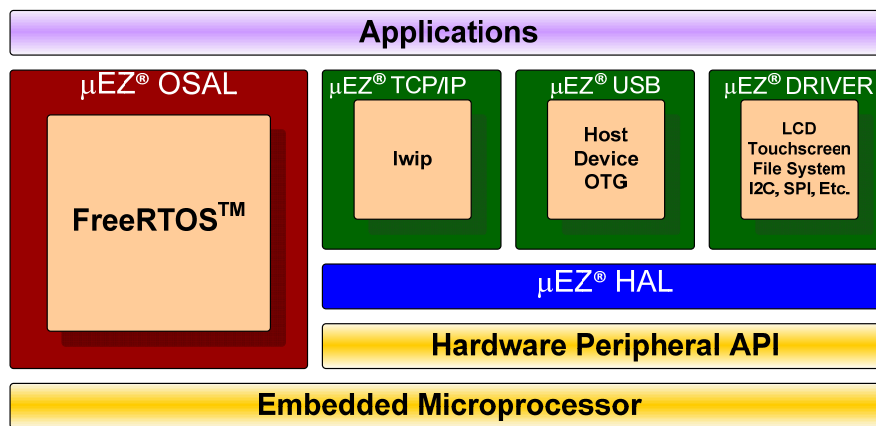 Applications
µEZ® OSAL
FreeRTOS™
µEZ® TCP/IP
lwip
µEZ® USB
Host
Device
OTG
µEZ® DRIVER
LCD
Touchscreen
File System
I2C, SPI, Etc.
µEZ® HAL
Hardware Peripheral API
Embedded Microprocessor